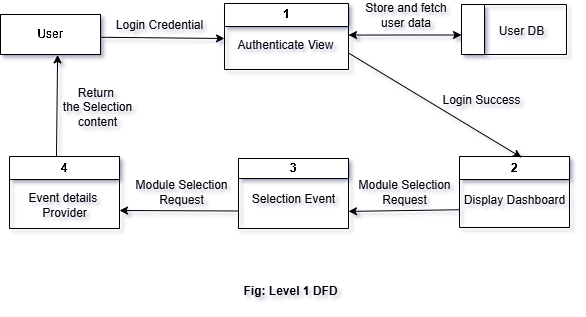 User
Login Credential
1
Authenticate View
Store and fetch
user data
User DB
Login Success
Return
the Selection
content
4
Event details
Provider
Module Selection
Request
3
Selection Event
Module Selection
Request
2
Display Dashboard
Fig: Level 1 DFD